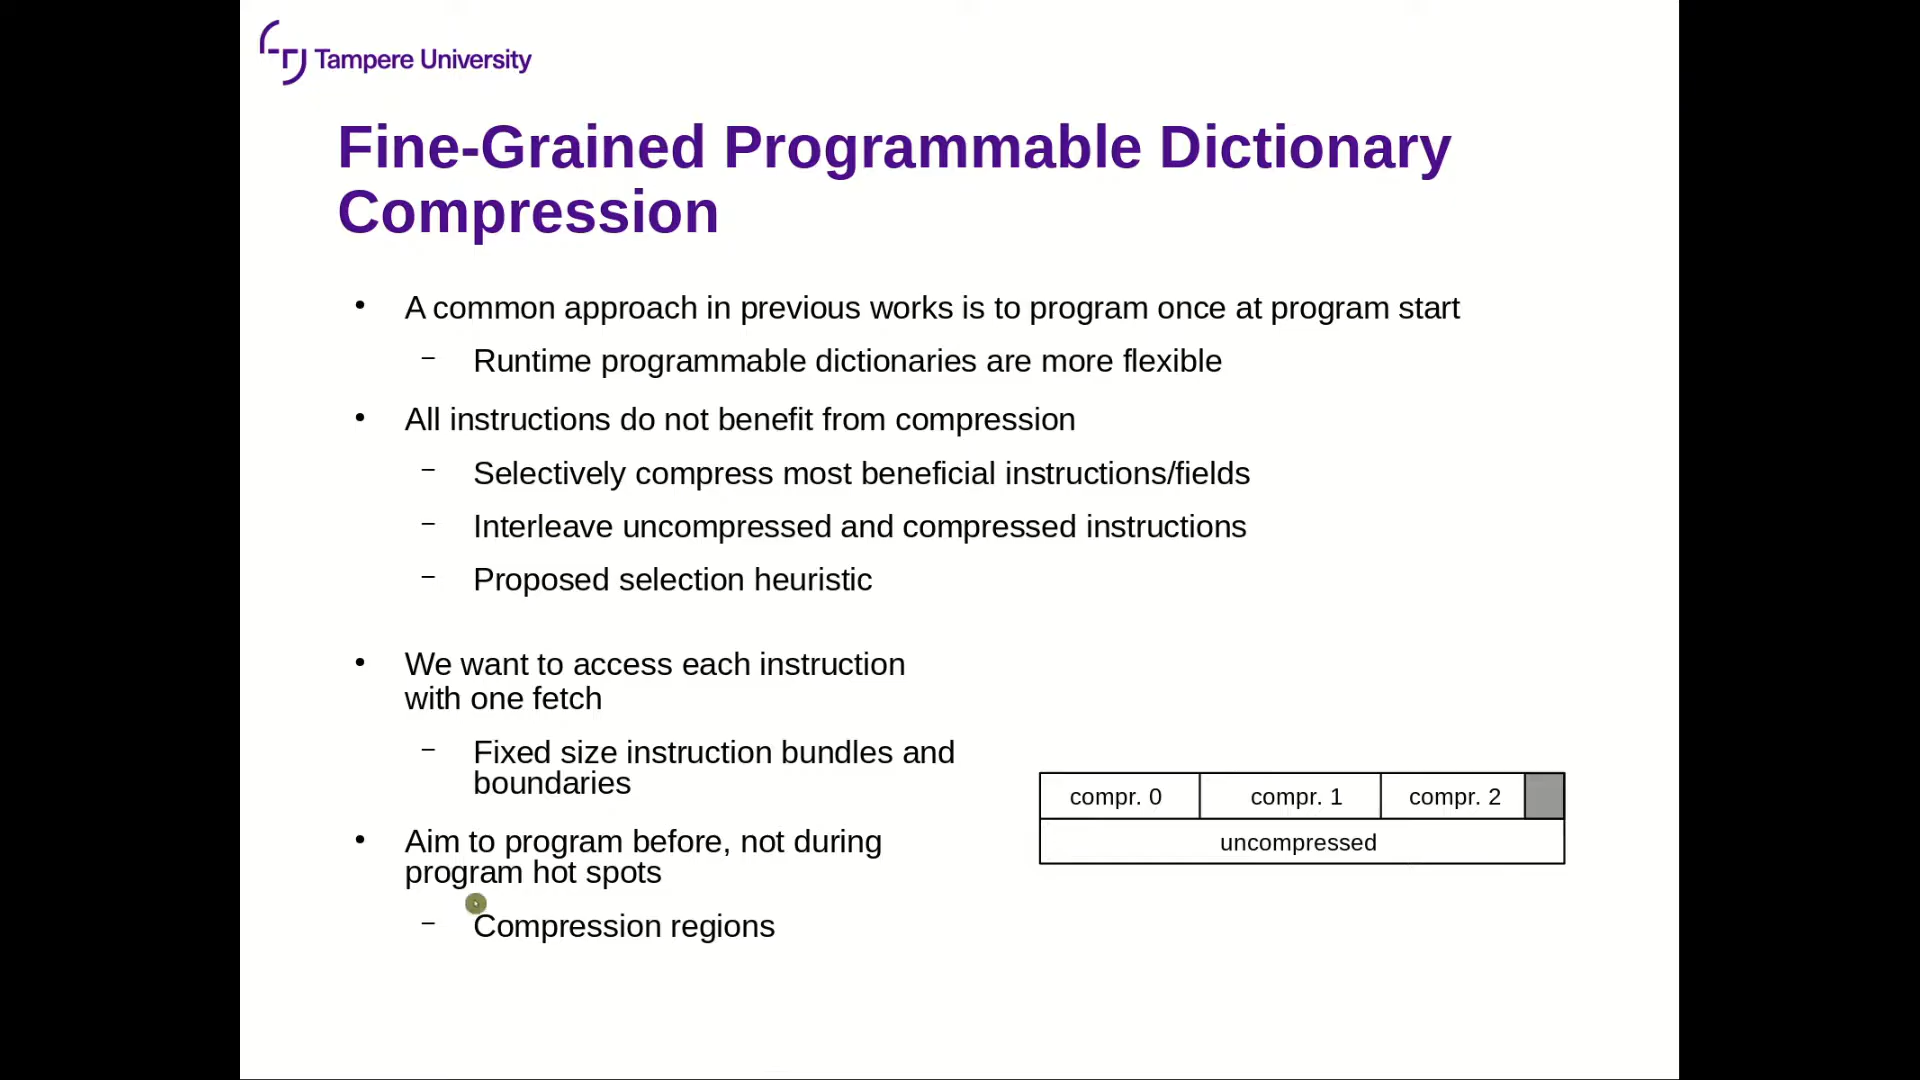 Tampere University
Fine-Grained Programmable Dictionary
Compression
• A common approach in previous works is to program once at program start
– Runtime programmable dictionaries are more flexible
• All instructions do not benefit from compression
– Selectively compress most beneficial instructions/fields
– Interleave uncompressed and compressed instructions
– Proposed selection heuristic
• We want to access each instruction
with one fetch
– Fixed size instruction bundles and
boundaries
• Aim to program before, not during
program hot spots
– Compression regions
compr. 0 compr. 1 compr. 2
uncompressed